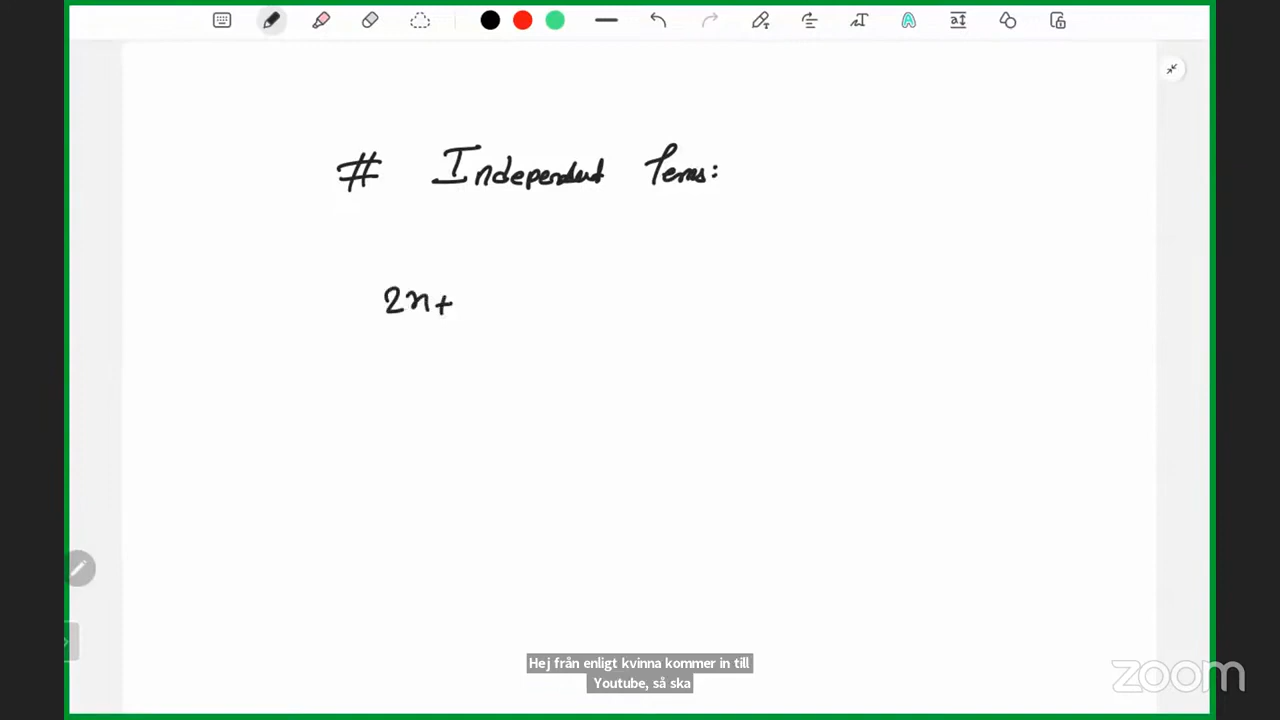 # Independent Terms:
2x+
Hej från enligt kvinna kommer in till
Youtube, så ska
zoom